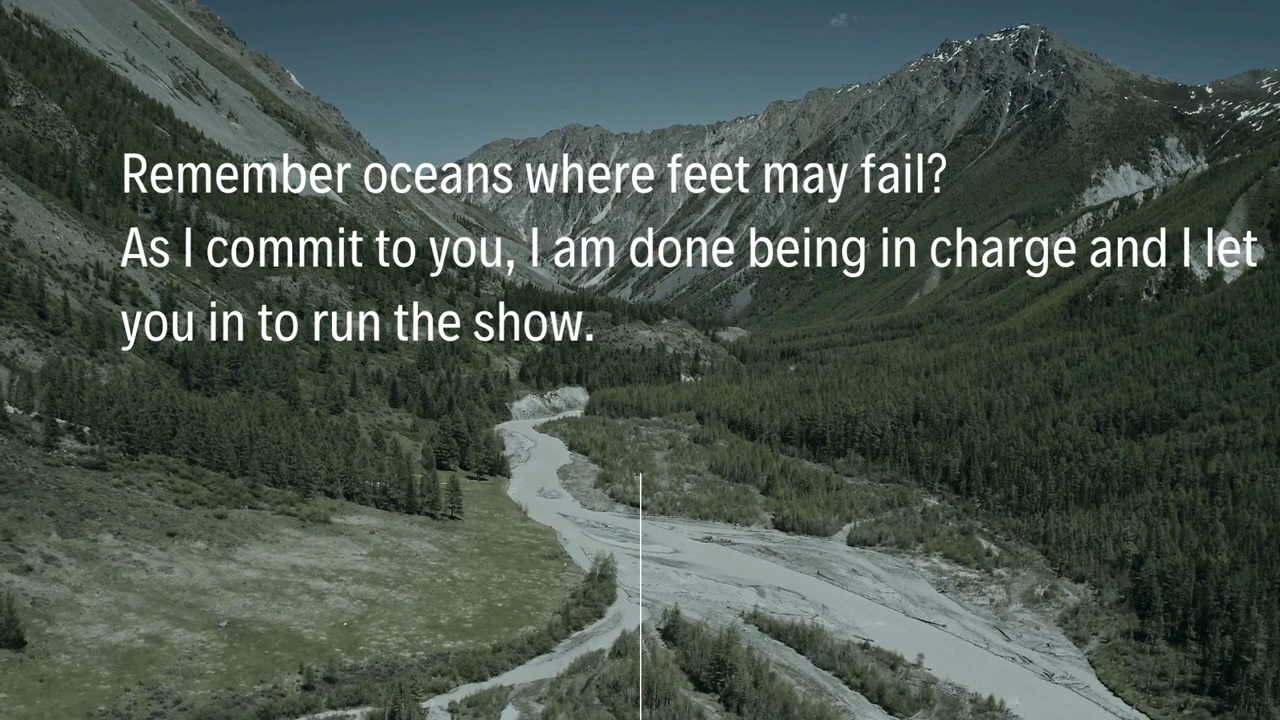 Remember oceans where feet may fail?
As I commit to you, I am done being in charge and I let
you in to run the show.